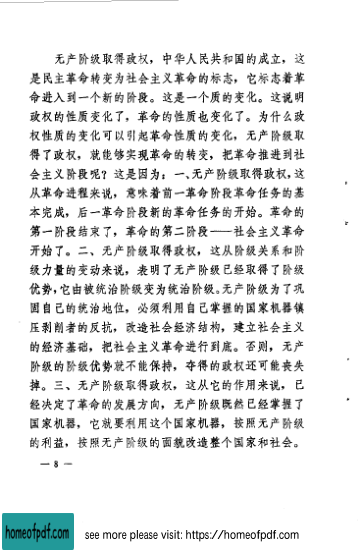 无产阶级取得政权，中华人民共和国的成立，这
是民主革命转变为社会主义革命的标志，它标志着革
命进入到一个新的阶段。这是一个质的变化。这说明
政权的性质变化了，革命的性质也变化了。为什么政
权性质的变化可以引起革命性质的变化，无产阶级取
得了政权，就能够实现革命的转变，把革命推进到社
会主义阶段呢？这是因为：一、无产阶级取得政权，这
从革命进程来说，意味着前一革命阶段革命任务的基
本完成，后一革命阶段新的革命任务的开始。革命的
第一阶段结束了，革命的第二阶段——社会主义革命
开始了。二、无产阶级取得政权，这从阶级关系和阶
级力量的变动来说，表明了无产阶级已经取得了阶级
优势，它由被统治阶级变为统治阶级。无产阶级为了巩
固自己的统治地位，必须利用自己掌握的国家机器镇
压剥削者的反抗，改造社会经济结构，建立社会主义
的经济基础，把社会主义革命进行到底。否则，无产
阶级的阶级优势就不能保持，夺得的政权还可能丧失
掉。三、无产阶级取得政权，这从它的作用来说，已
经决定了革命的发展方向，无产阶级既然已经掌握了
国家机器，它就要利用这个国家机器，按照无产阶级
的利益，按照无产阶级的面貌改造整个国家和社会。
— 8 —
homeofpdf.com
see more please visit: https://homeofpdf.com